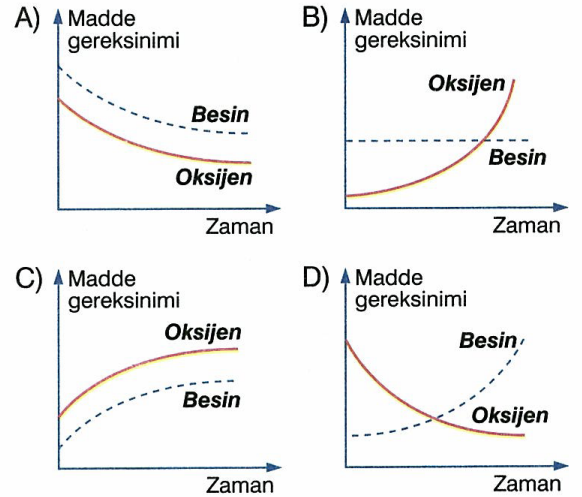 A) Madde
gereksinimi
Besin
Oksijen
Zaman
B) Madde
gereksinimi
Oksijen
Besin
Zaman
C) Madde
gereksinimi
Oksijen
Besin
Zaman
D) Madde
gereksinimi
Besin
Oksijen
Zaman